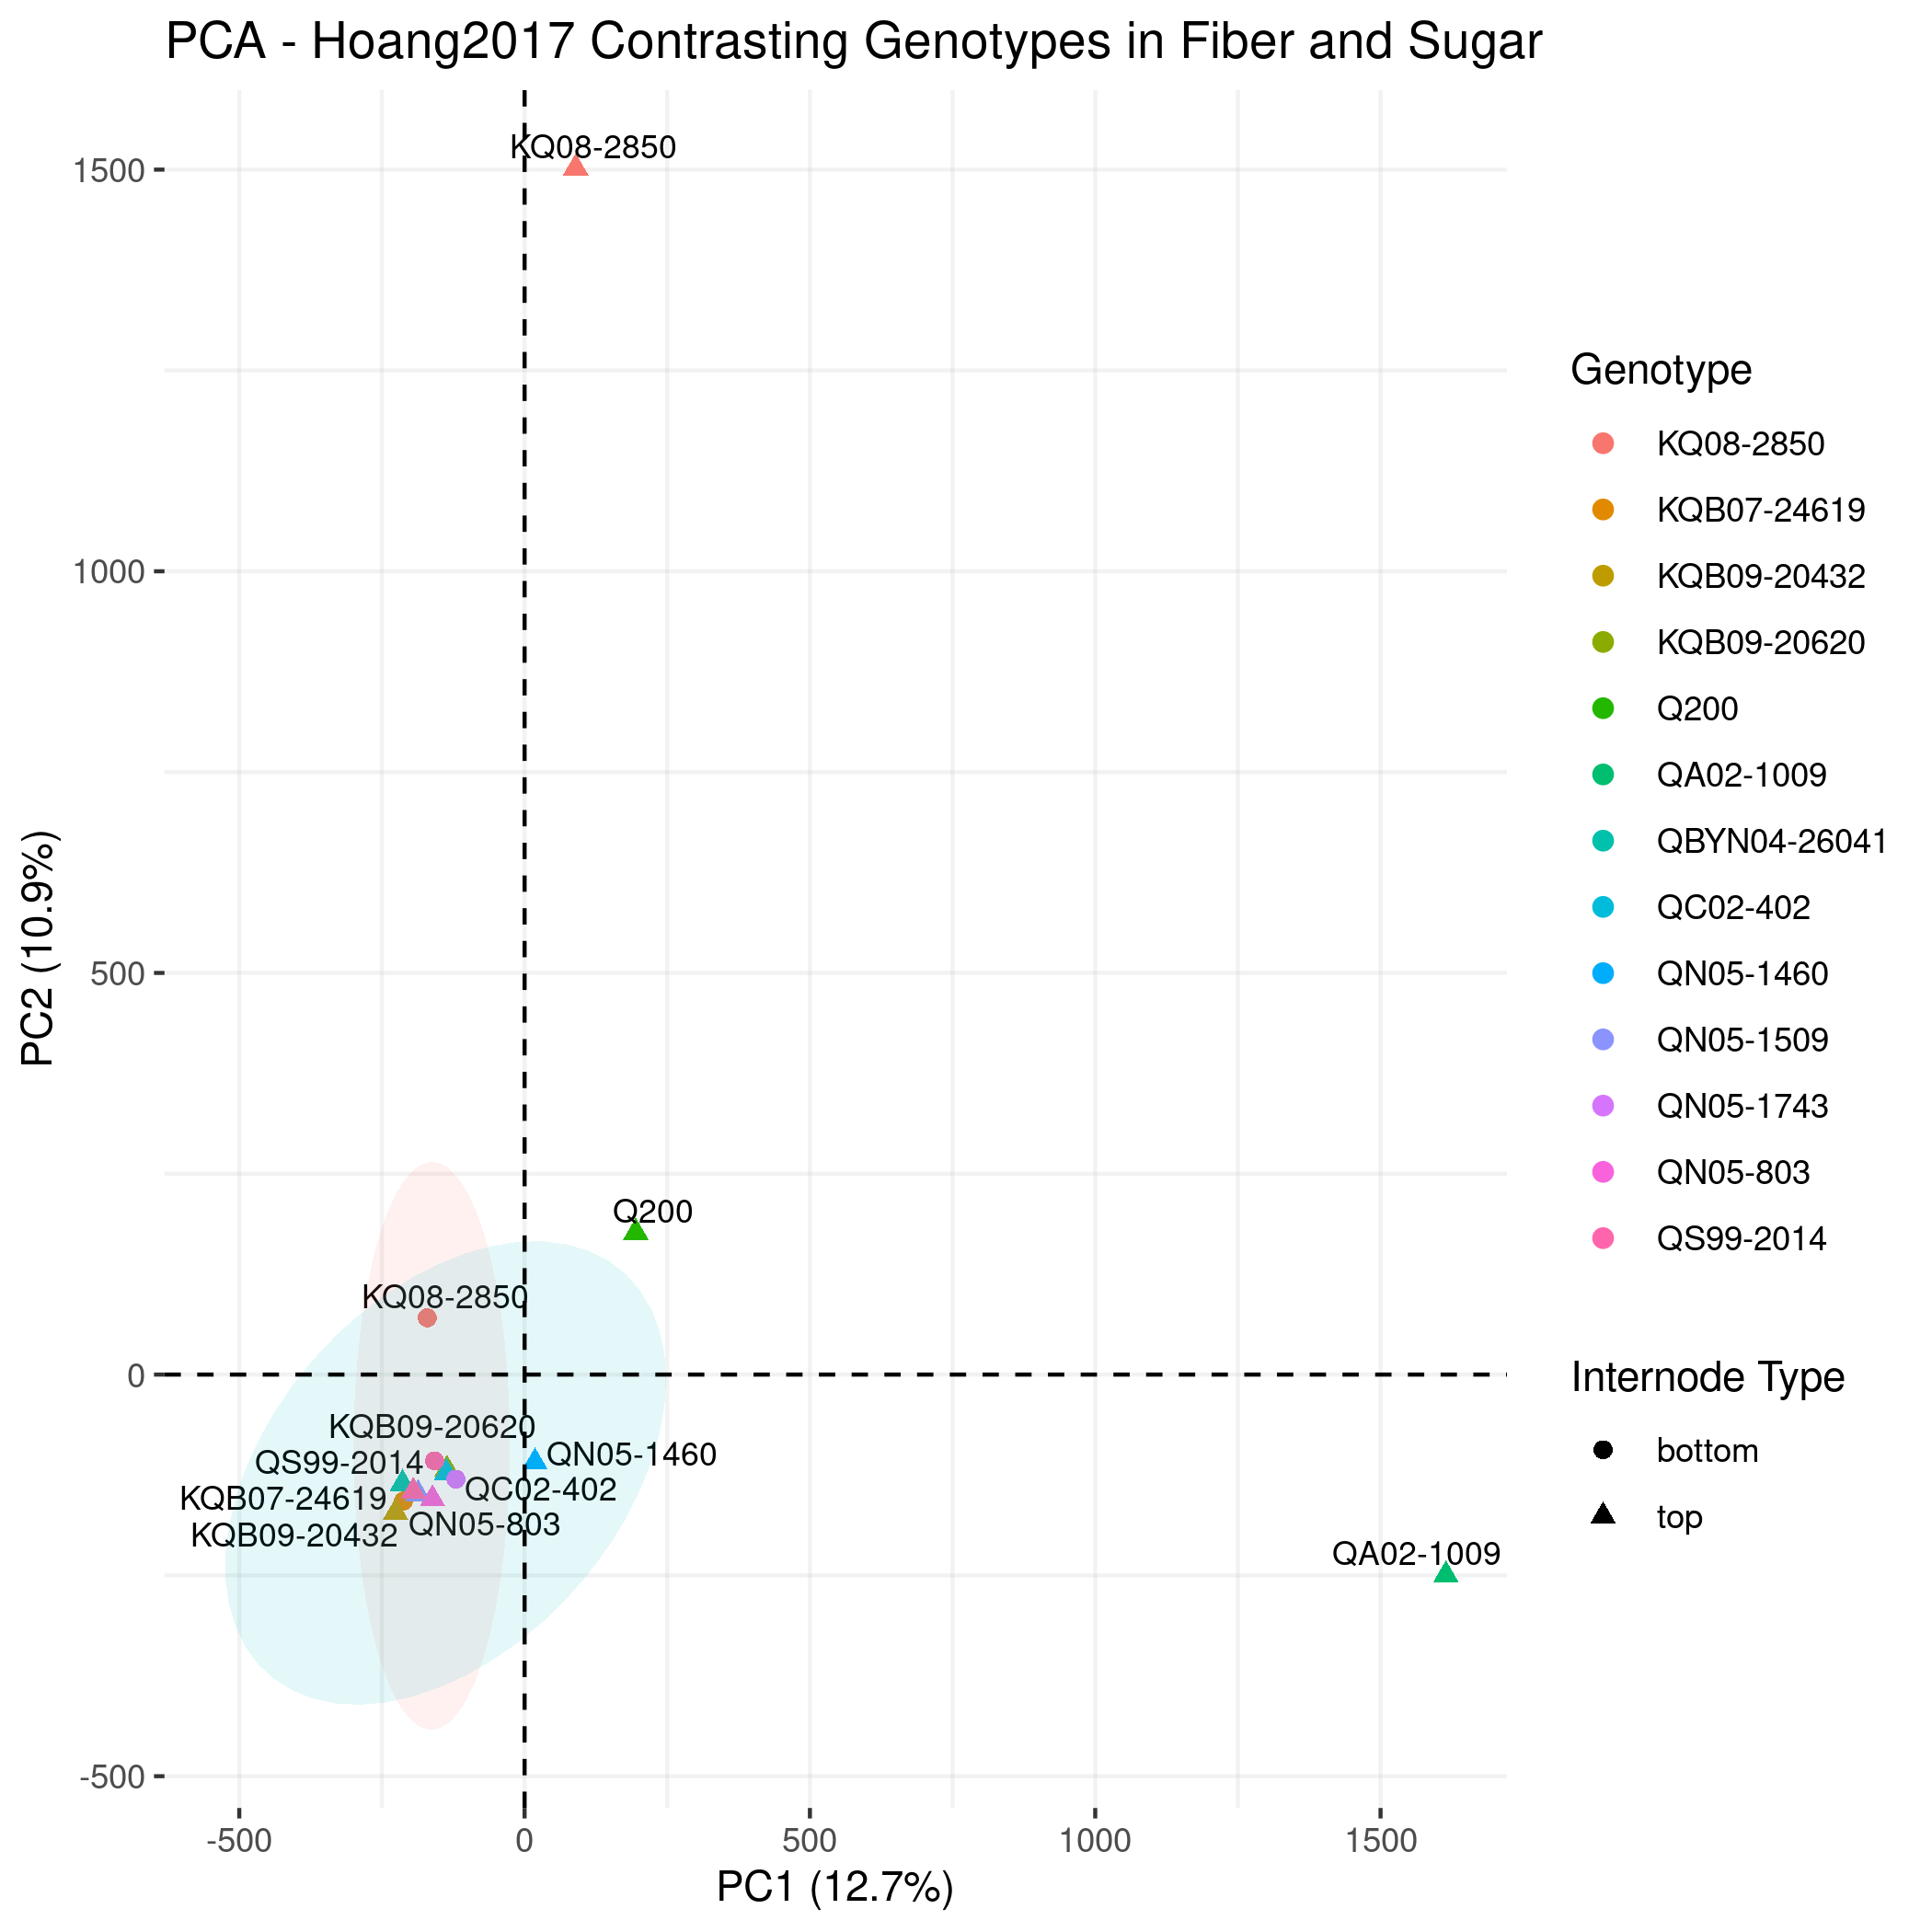 PCA - Hoang2017 Contrasting Genotypes in Fiber and Sugar
KQ08-2850
1500
1000
PC2 (10.9%)
500
Q200
KQ08-2850
0
KQB09-20620
QN05-1460
QS99-2014
QC02-402
KQB07-24619
QN05-803
KQB09-20432
QA02-1009
-500
-500
0
500
1000
1500
PC1 (12.7%)
Genotype
KQ08-2850
KQB07-24619
KQB09-20432
KQB09-20620
Q200
QA02-1009
QBYN04-26041
QC02-402
QN05-1460
QN05-1509
QN05-1743
QN05-803
QS99-2014
Internode Type
bottom
top